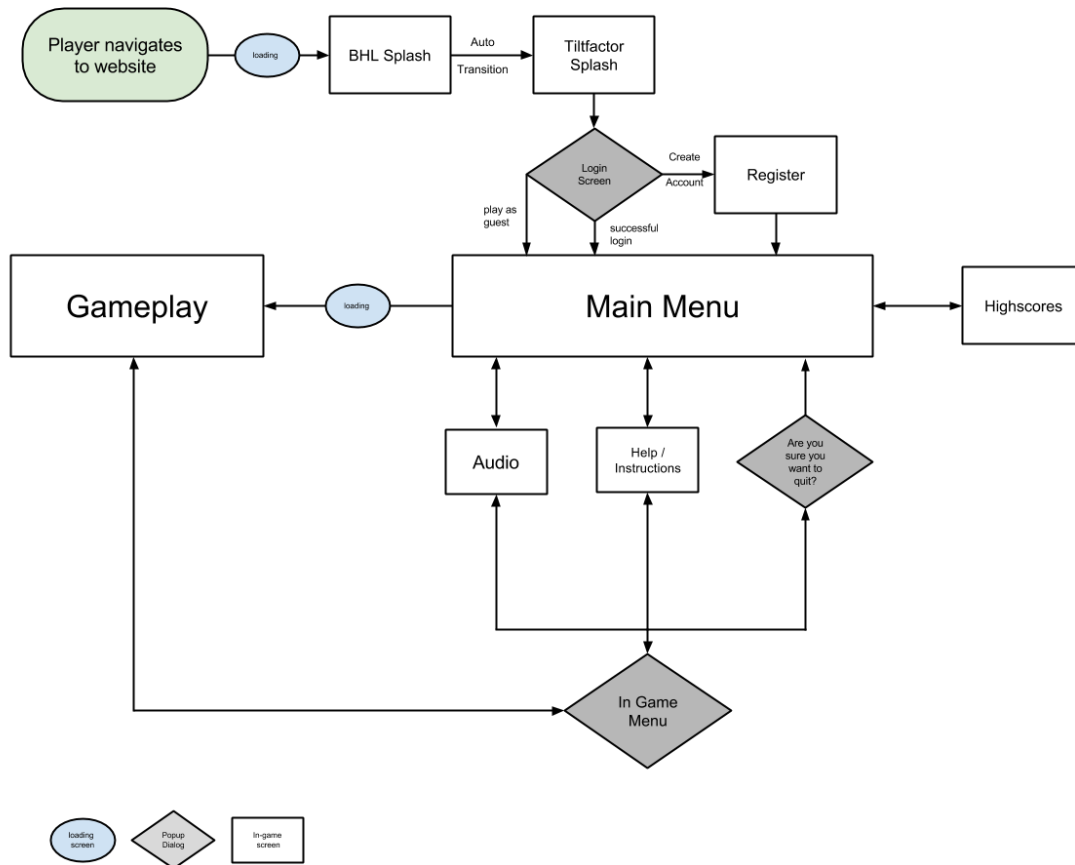 Player navigates
to website
loading
BHL Splash
Auto
Transition
Tiltfactor
Splash
Login
Screen
Create
Account
Register
play as
guest
successful
login
Gameplay
loading
Main Menu
Highscores
Audio
Help /
Instructions
Are you
sure you
want to
quit?
In Game
Menu
loading
screen
Popup
Dialog
In-game
screen